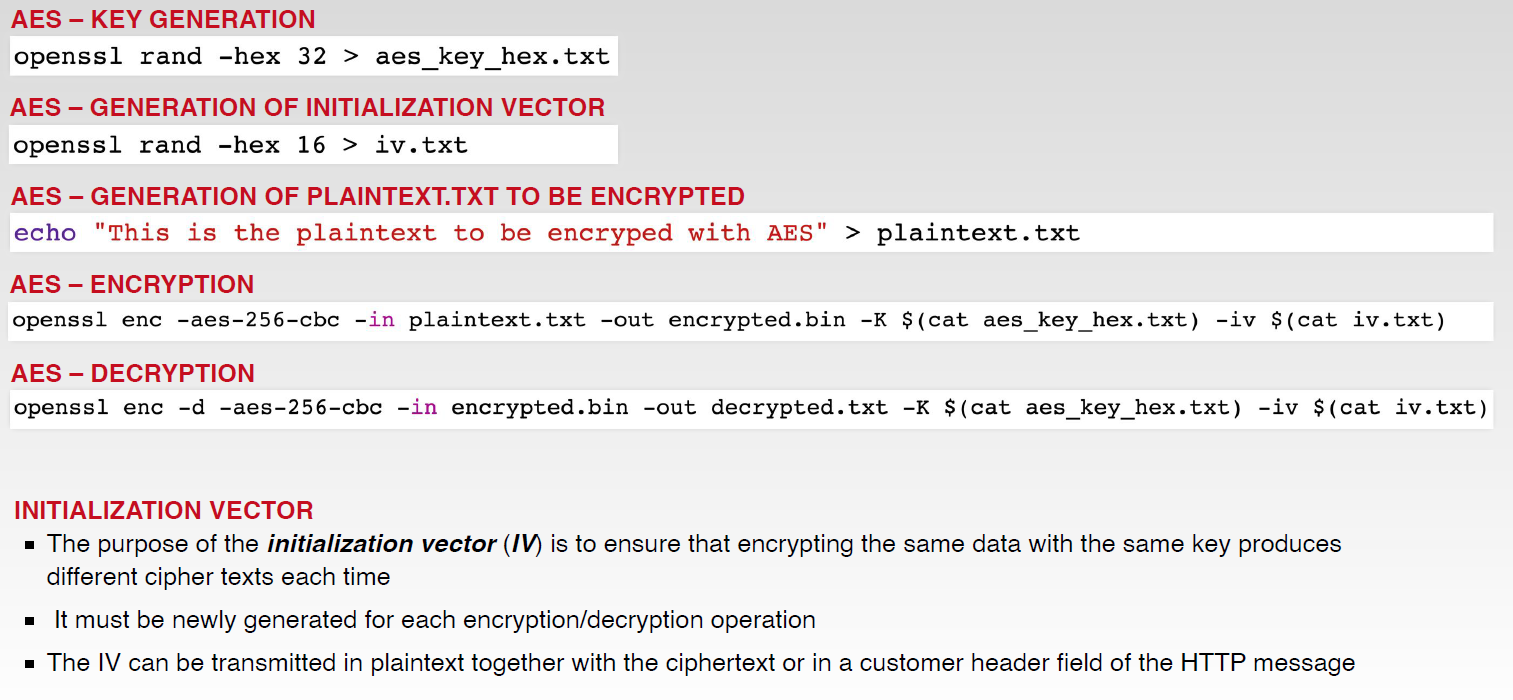 AES – KEY GENERATION
openssl rand -hex 32 > aes_key_hex.txt
AES – GENERATION OF INITIALIZATION VECTOR
openssl rand -hex 16 > iv.txt
AES – GENERATION OF PLAINTEXT.TXT TO BE ENCRYPTED
echo "This is the plaintext to be encryped with AES" > plaintext.txt
AES – ENCRYPTION
openssl enc -aes-256-cbc -in plaintext.txt -out encrypted.bin -K $(cat aes_key_hex.txt) -iv $(cat iv.txt)
AES – DECRYPTION
openssl enc -d -aes-256-cbc -in encrypted.bin -out decrypted.txt -K $(cat aes_key_hex.txt) -iv $(cat iv.txt)
INITIALIZATION VECTOR
▪ The purpose of the initialization vector (IV) is to ensure that encrypting the same data with the same key produces
different cipher texts each time
▪ It must be newly generated for each encryption/decryption operation
▪ The IV can be transmitted in plaintext together with the ciphertext or in a customer header field of the HTTP message